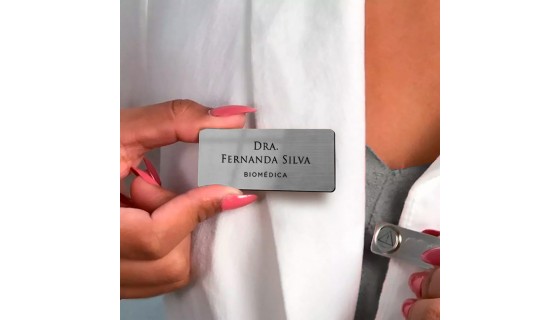 DRA.
FERNANDA SILVA
BIOMÉDICA